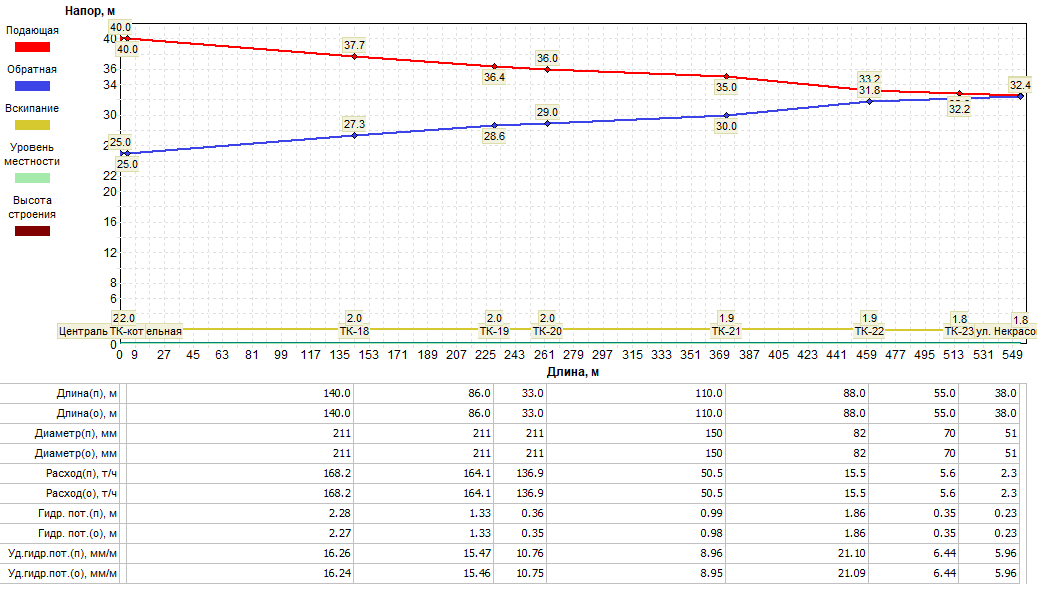 Напор, м
Подающая
Обратная
Вскипание
Уровень
местности
Высота
строения
40.0
40
40.0
37.7
36.4
36.0
35.0
33.2
31.8
32.4
32.2
36
34
30
25.0
25.0
27.3
28.6
29.0
30.0
22
20
16
12
8
6
0
22.0
2.0
2.0
2.0
1.9
1.9
1.8
1.8
Централь ТК-кот ельная
ТК-18
ТК-19
ТК-20
ТК-21
ТК-22
ТК-23
ул. Некрасо
0 9 27 45 63 81 99 117 135 153 171 189 207 225 243 261 279 297 315 333 351 369 387 405 423 441 459 477 495 513 531 549
Длина, м
Длина(п), м 140.0 86.0 33.0 110.0 88.0 55.0 38.0
Длина(о), м 140.0 86.0 33.0 110.0 88.0 55.0 38.0
Диаметр(п), мм 211 211 211 150 82 70 51
Диаметр(о), мм 211 211 211 150 82 70 51
Расход(п), т/ч 168.2 164.1 136.9 50.5 15.5 5.6 2.3
Расход(о), т/ч 168.2 164.1 136.9 50.5 15.5 5.6 2.3
Гидр. пот.(п), м 2.28 1.33 0.36 0.99 1.86 0.35 0.23
Гидр. пот.(о), м 2.27 1.33 0.35 0.98 1.86 0.35 0.23
Уд.гидр.пот.(п), мм/м 16.26 15.47 10.76 8.96 21.10 6.44 5.96
Уд.гидр.пот.(о), мм/м 16.24 15.46 10.75 8.95 21.09 6.44 5.96